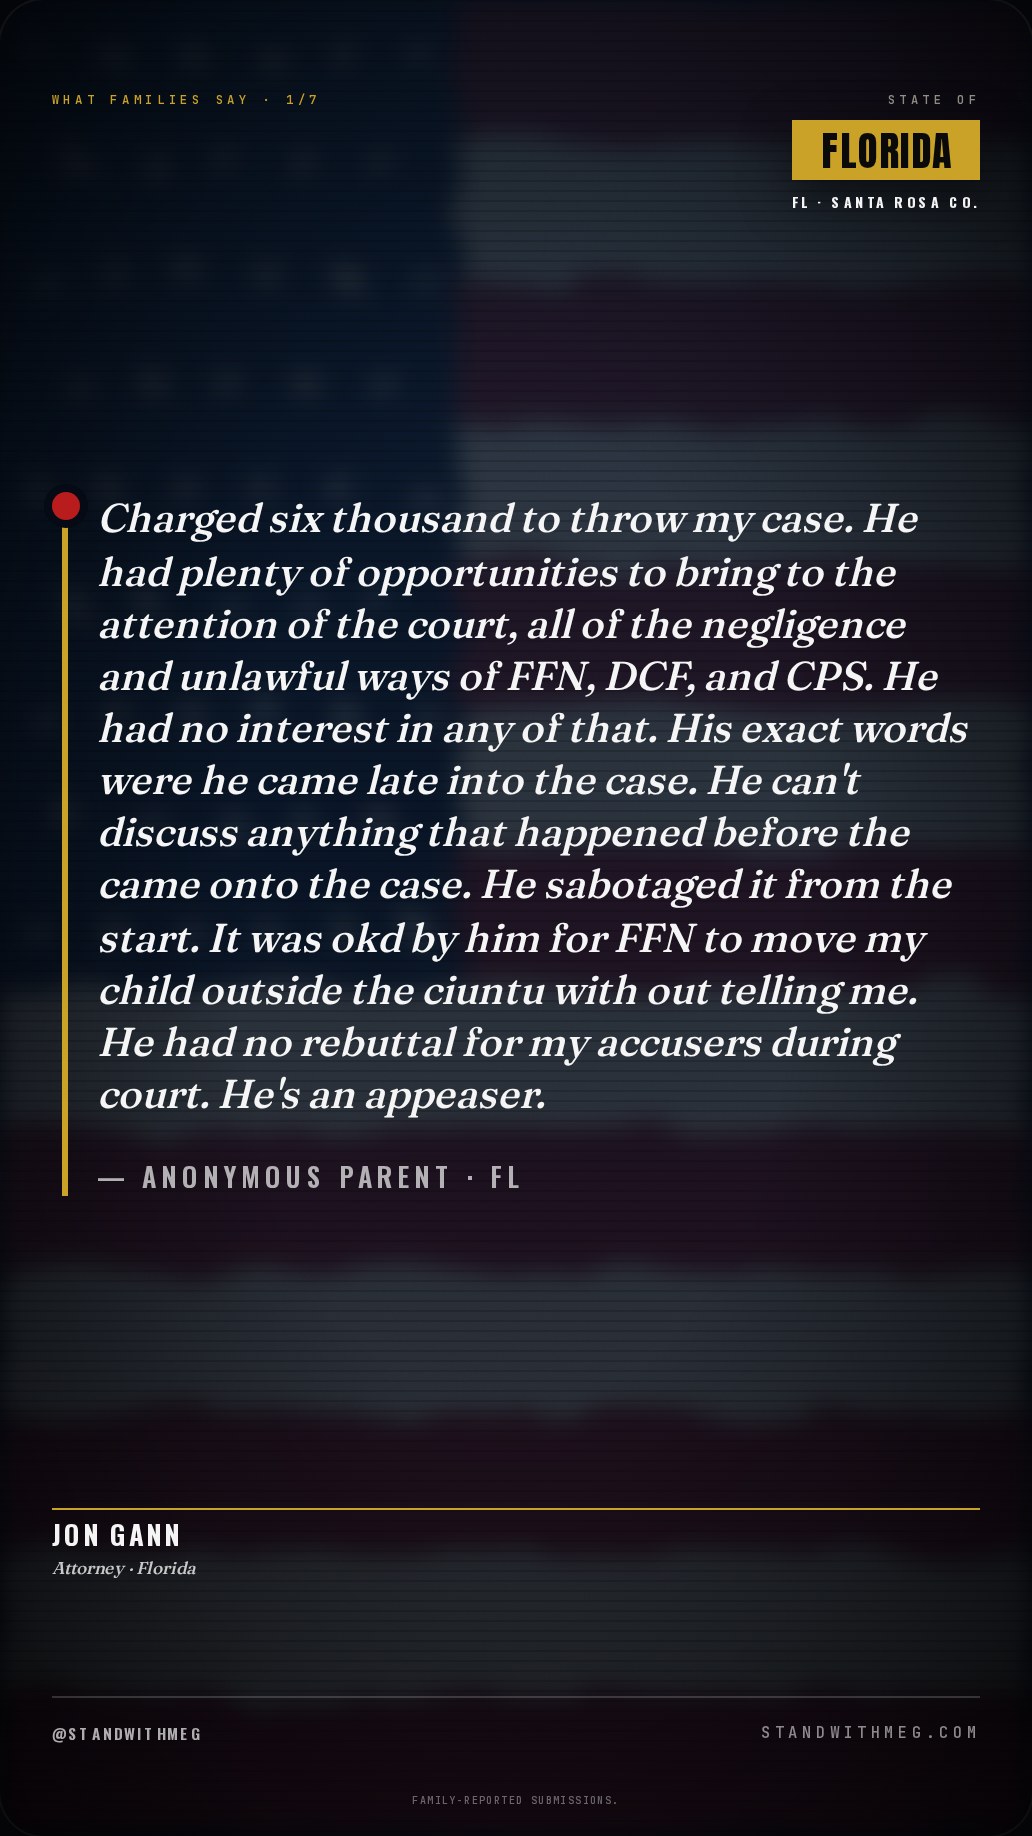 WHAT FAMILIES SAY · 1/7
STATE OF
FLORIDA
FL · SANTA ROSA CO.
Charged six thousand to throw my case. He
had plenty of opportunities to bring to the
attention of the court, all of the negligence
and unlawful ways of FFN, DCF, and CPS. He
had no interest in any of that. His exact words
were he came late into the case. He can't
discuss anything that happened before the
came onto the case. He sabotaged it from the
start. It was okd by him for FFN to move my
child outside the ciuntu with out telling me.
He had no rebuttal for my accusers during
court. He's an appeaser.
— ANONYMOUS PARENT · FL
JON GANN
Attorney · Florida
@STANDWITHMEG
STANDWITHMEG.COM
FAMILY-REPORTED SUBMISSIONS.